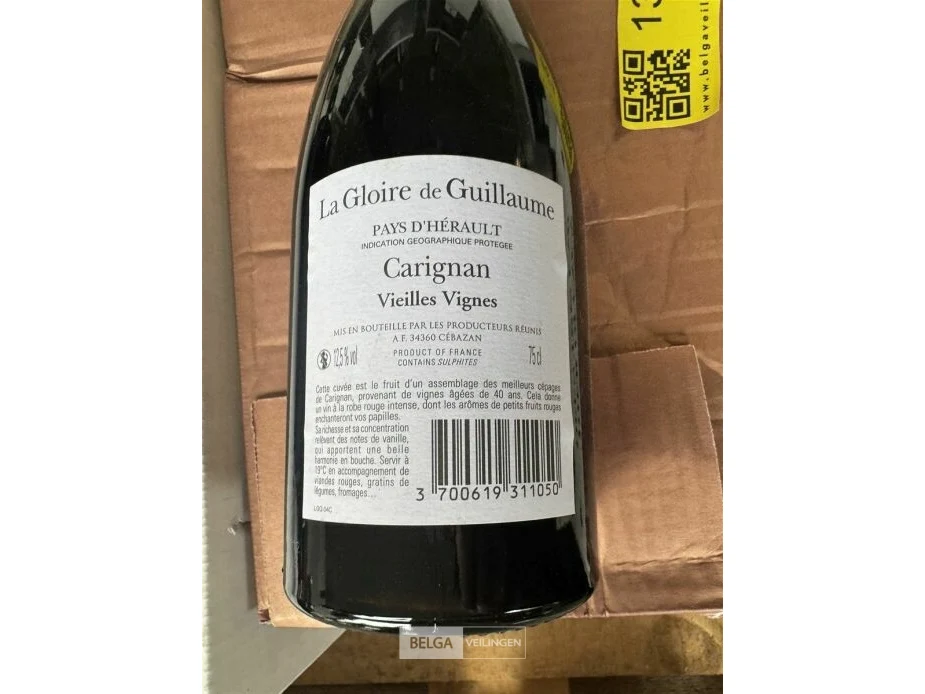 13
www.belgaveil
La Gloire de Guillaume
PAYS D'HÉRAULT
INDICATION GEOGRAPHIQUE PROTEGEE
Carignan
Vieilles Vignes
MIS EN BOUTEILLE PAR LES PRODUCTEURS RÉUNIS
A.F. 34360 CÉBAZAN
12,5 % vol
PRODUCT OF FRANCE
CONTAINS SULPHITES
75 cl
Cette cuvée est le fruit d'un assemblage des meilleurs cépages
de Carignan, provenant de vignes âgées de 40 ans. Cela donne
un vin à la robe rouge intense, dont les arômes de petits fruits rouges
enchanteront vos papilles.
Sa richesse et sa concentration
relèvent des notes de vanille,
qui apportent une belle
harmonie en bouche. Servir à
19°C en accompagnement de
viandes rouges, gratins de
légumes, fromages...
3 700619 311050
BELGA VEILINGEN